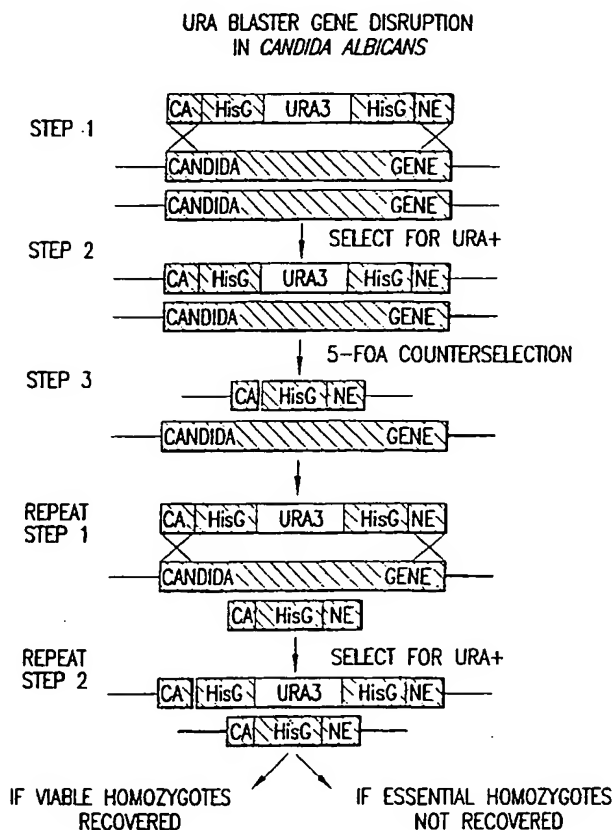 URA BLASTER GENE DISRUPTION
IN CANDIDA ALBICANS
STEP 1
CA HisG URA3 HisG NE
CANDIDA GENE
CANDIDA GENE
SELECT FOR URA+
STEP 2
CA HisG URA3 HisG NE
CANDIDA GENE
5-FOA COUNTERSELECTION
STEP 3
CA HisG NE
CANDIDA GENE
REPEAT
STEP 1
CA HisG URA3 HisG NE
CANDIDA GENE
CA HisG NE
SELECT FOR URA+
REPEAT
STEP 2
CA HisG URA3 HisG NE
CA HisG NE
IF VIABLE HOMOZYGOTES
RECOVERED
IF ESSENTIAL HOMOZYGOTES
NOT RECOVERED